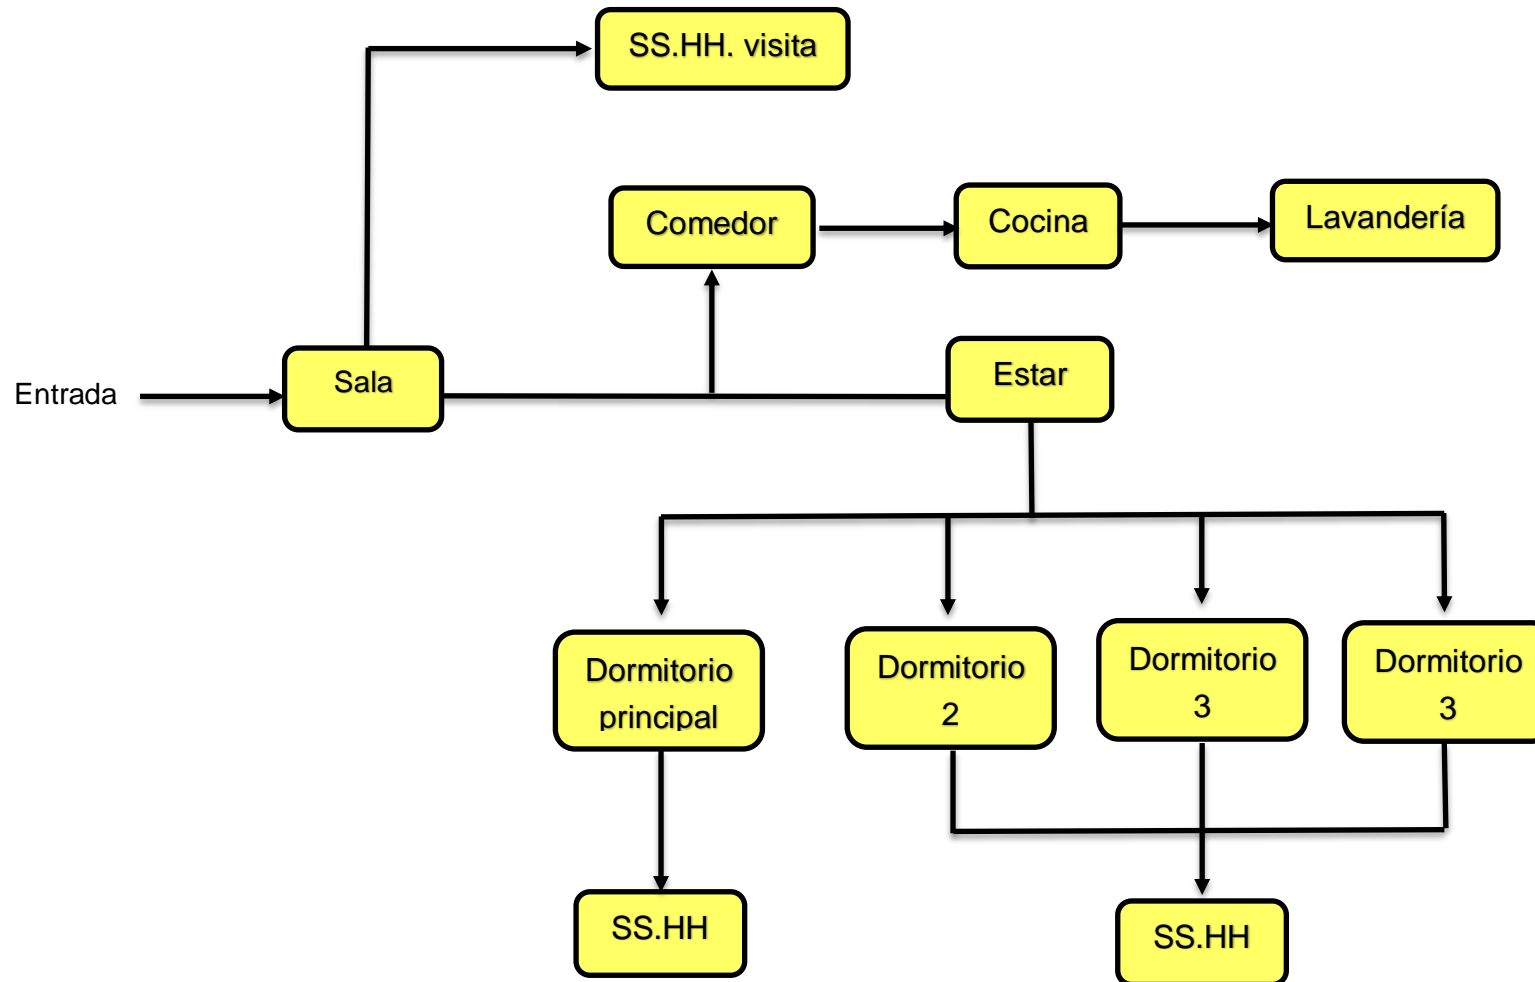 SS.HH. visita
Comedor
Cocina
Lavandería
Entrada
Sala
Estar
Dormitorio
principal
Dormitorio
2
Dormitorio
3
Dormitorio
3
SS.HH
SS.HH